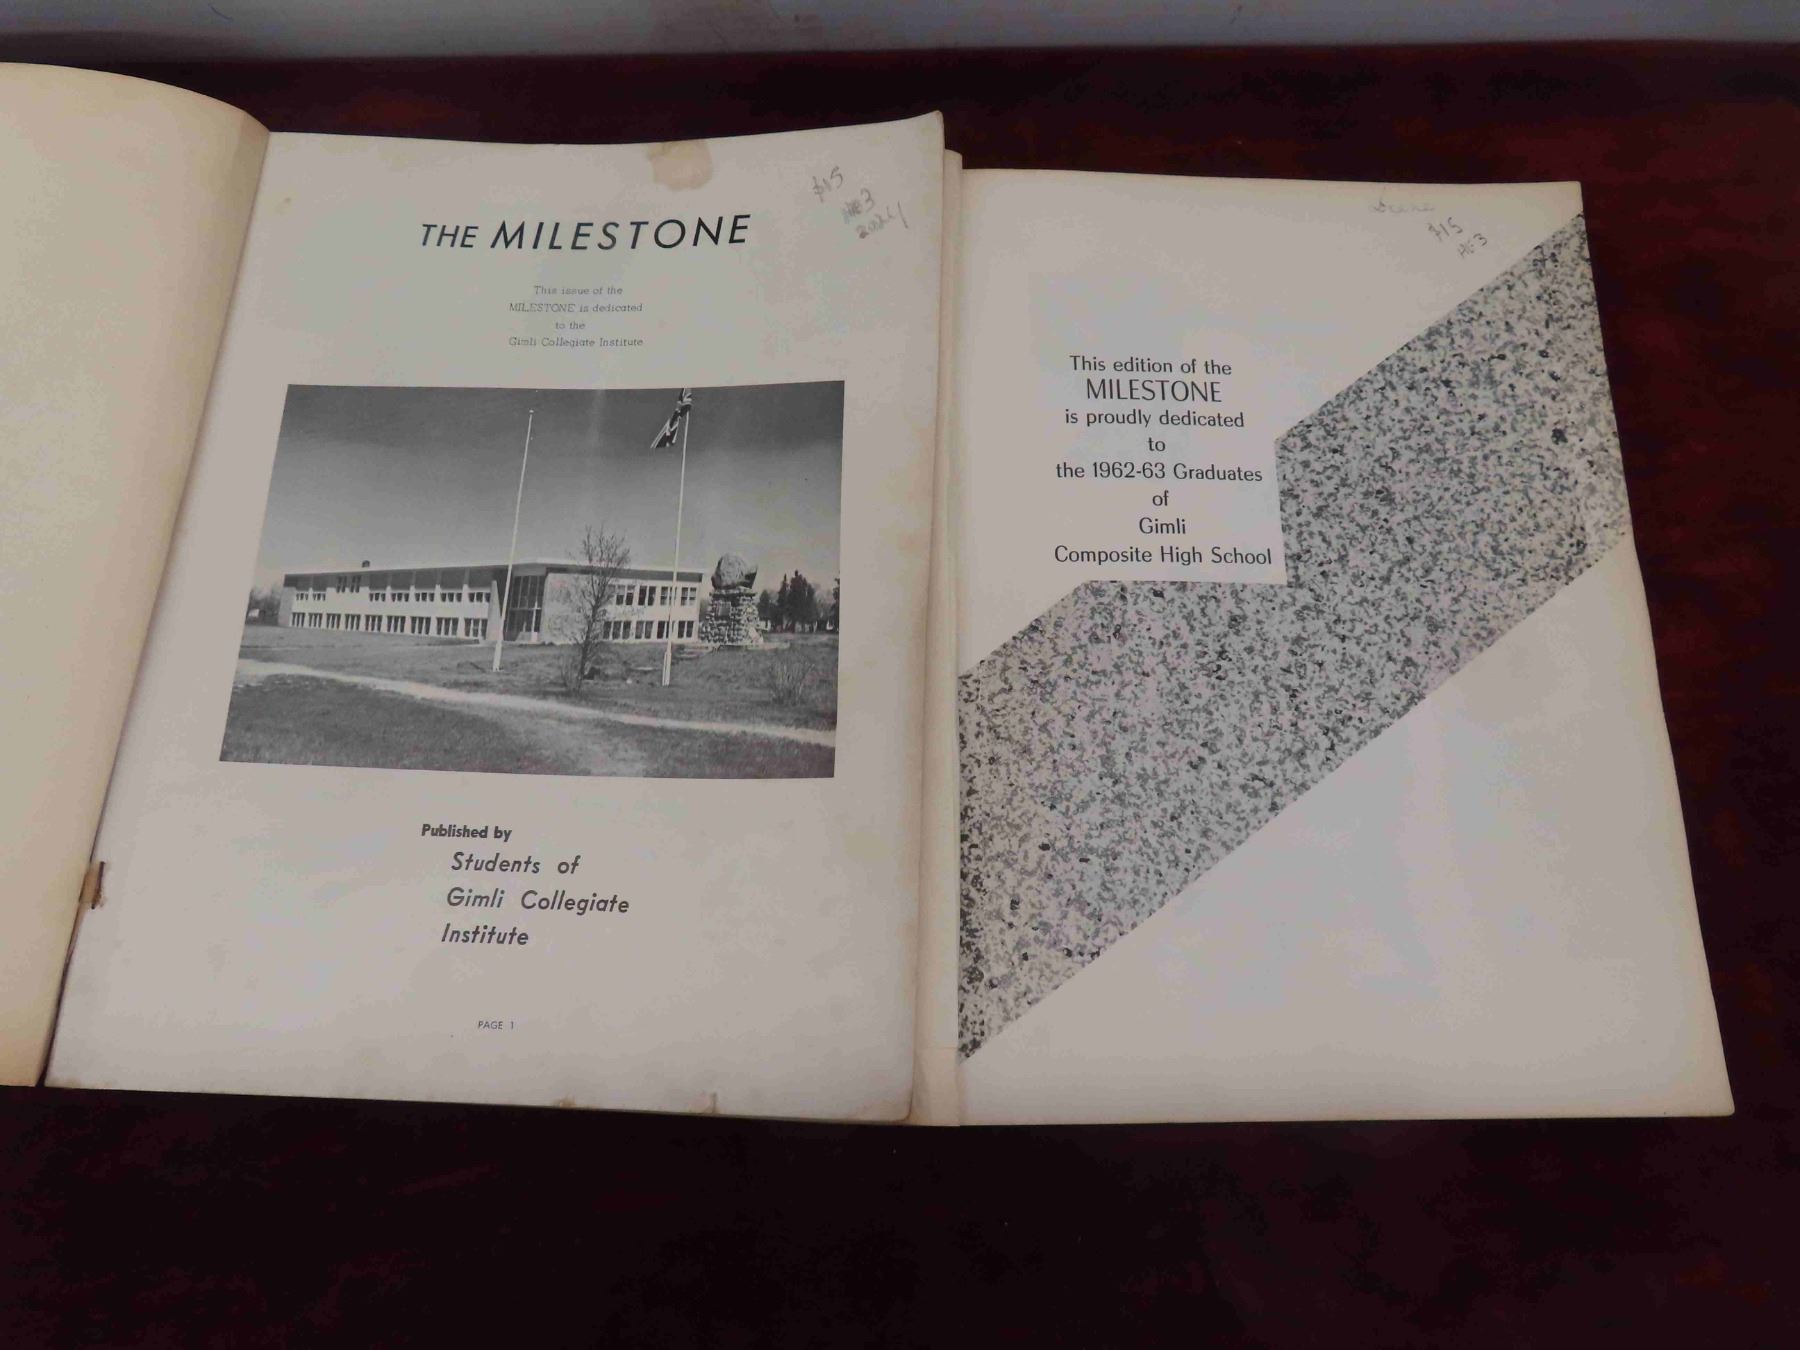 THE MILESTONE
This issue of the
MILESTONE is dedicated
to the
Gimli Collegiate Institute
Published by
Students of
Gimli Collegiate
Institute
PAGE 1
$15
2024
This edition of the
MILESTONE
is proudly dedicated
to
the 1962-63 Graduates
of
Gimli
Composite High School
$15